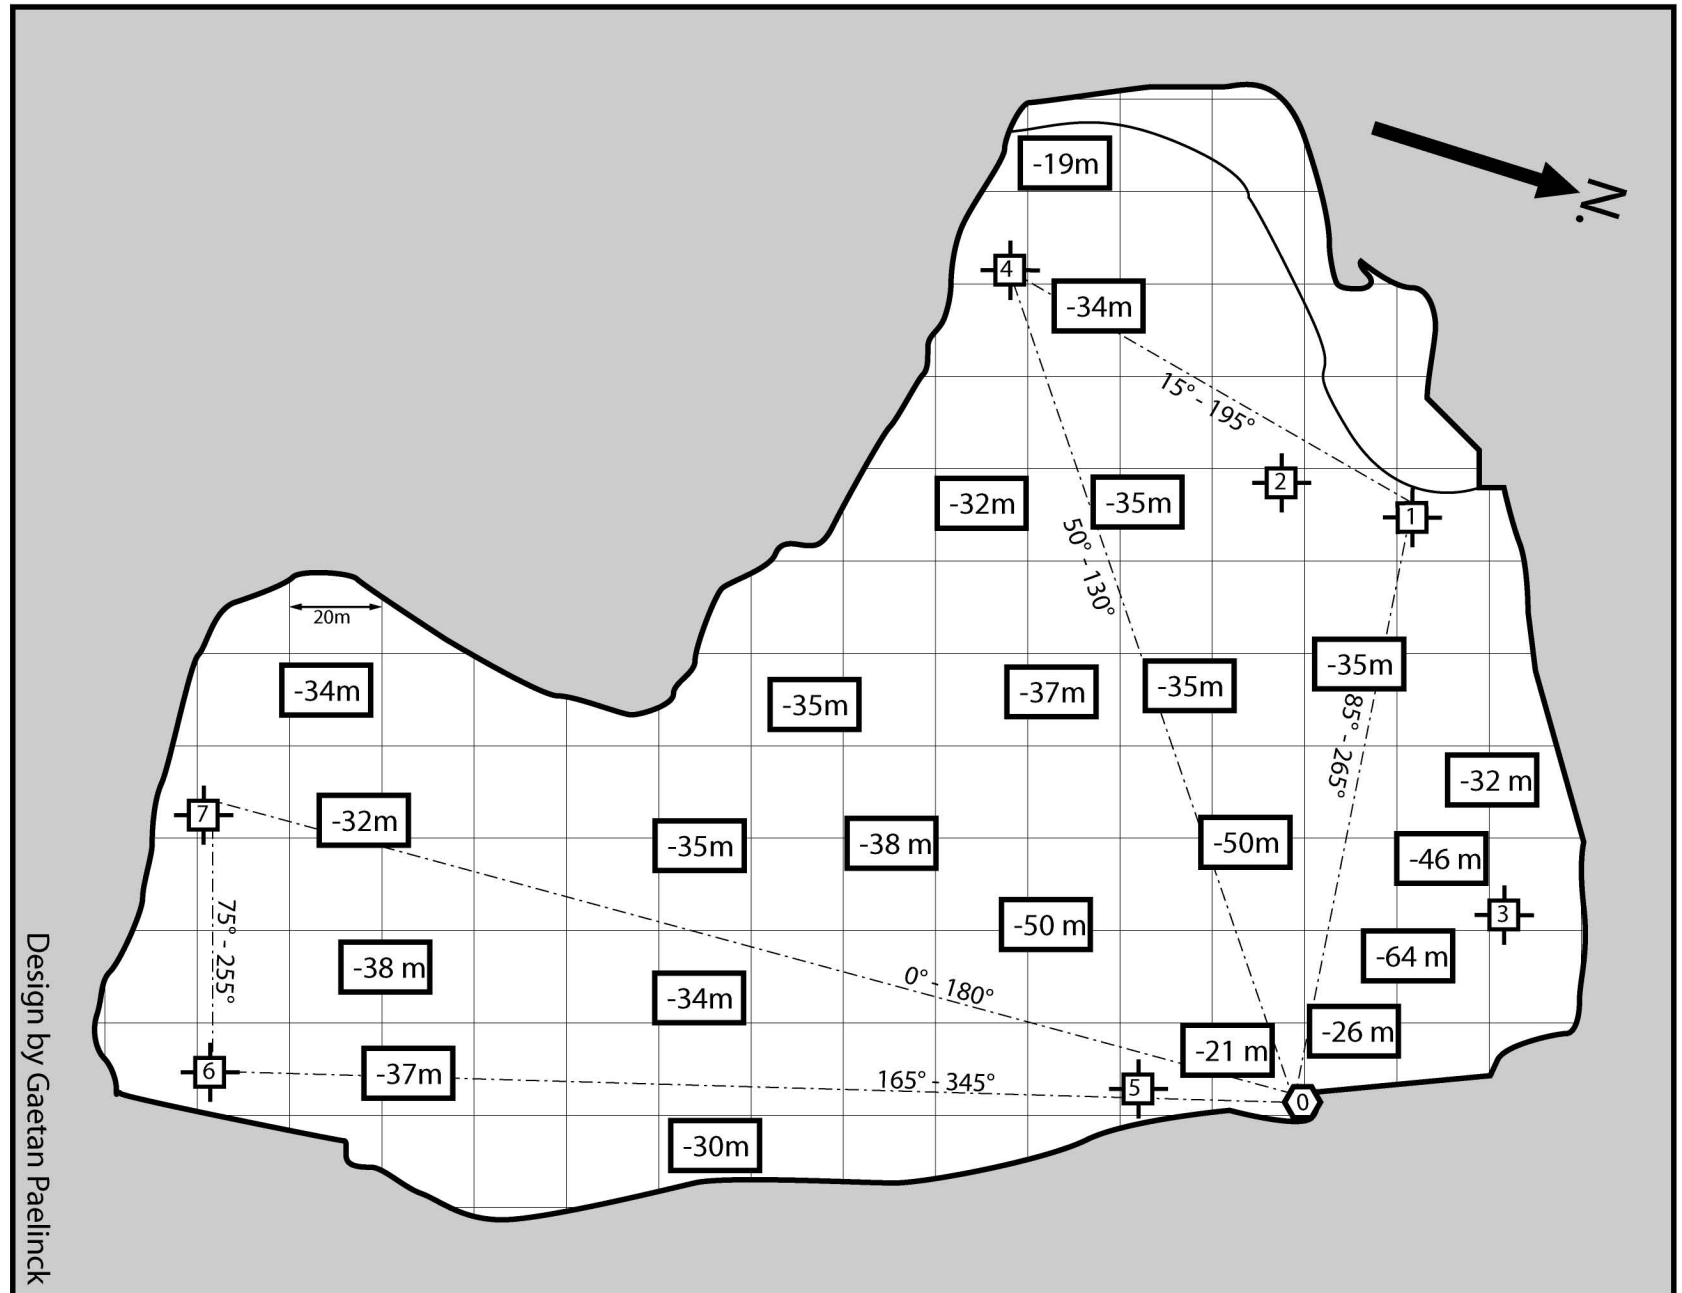 -19m
N.
4
-34m
15° - 195°
2
-32m
-35m
1
50° - 130°
20m
-34m
-35m
-37m
-35m
-35m
85° - 265°
-32 m
7
-32m
-35m
-38 m
-50m
-46 m
3
75° - 255°
-50 m
-38 m
-34m
0° - 180°
-64 m
-21 m
-26 m
6
-37m
165° - 345°
5
0
-30m
Design by Gaetan Paelinck